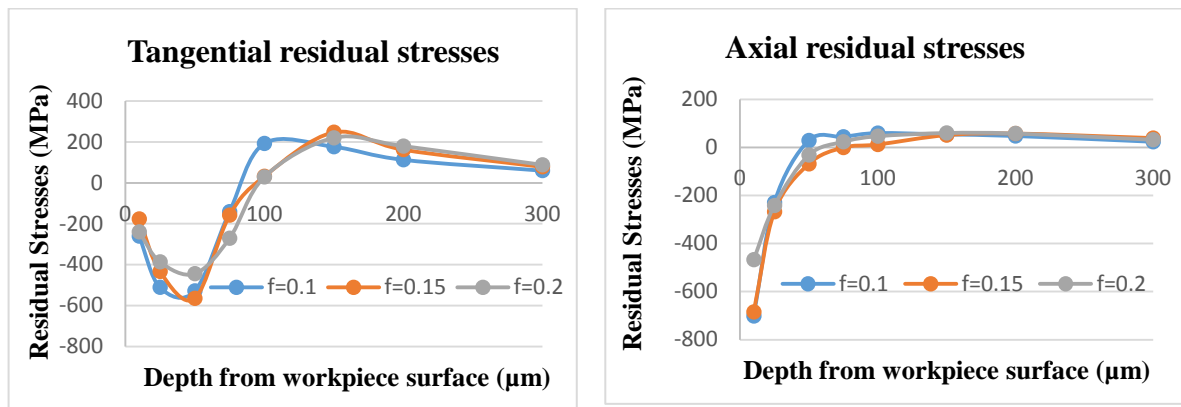 Tangential residual stresses
Residual Stresses (MPa)
400
200
0
-200
-400
-600
-800
0 100 200 300
f=0.1 f=0.15 f=0.2
Depth from workpiece surface (µm)
Axial residual stresses
Residual Stresses (MPa)
200
0
-200
-400
-600
-800
0 100 200 300
f=0.1 f=0.15 f=0.2
Depth from workpiece surface (µm)